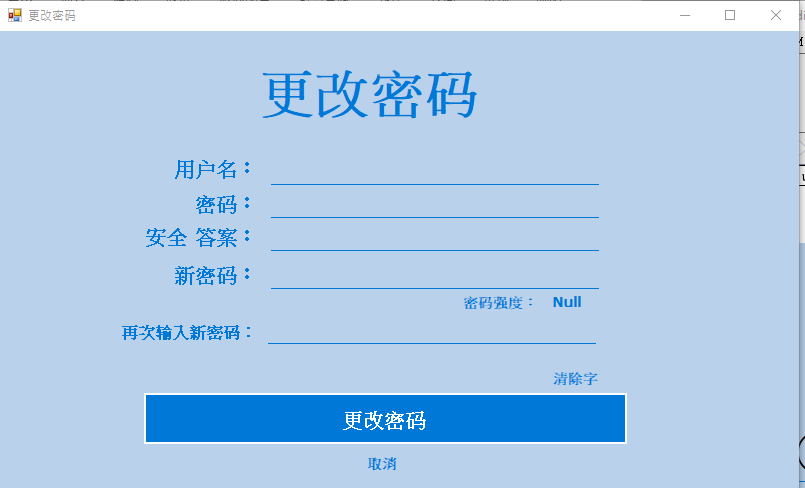 更改密码
更改密码
用户名：
密码：
安全 答案：
新密码：
密码强度： Null
再次输入新密码：
清除字
更改密码
取消